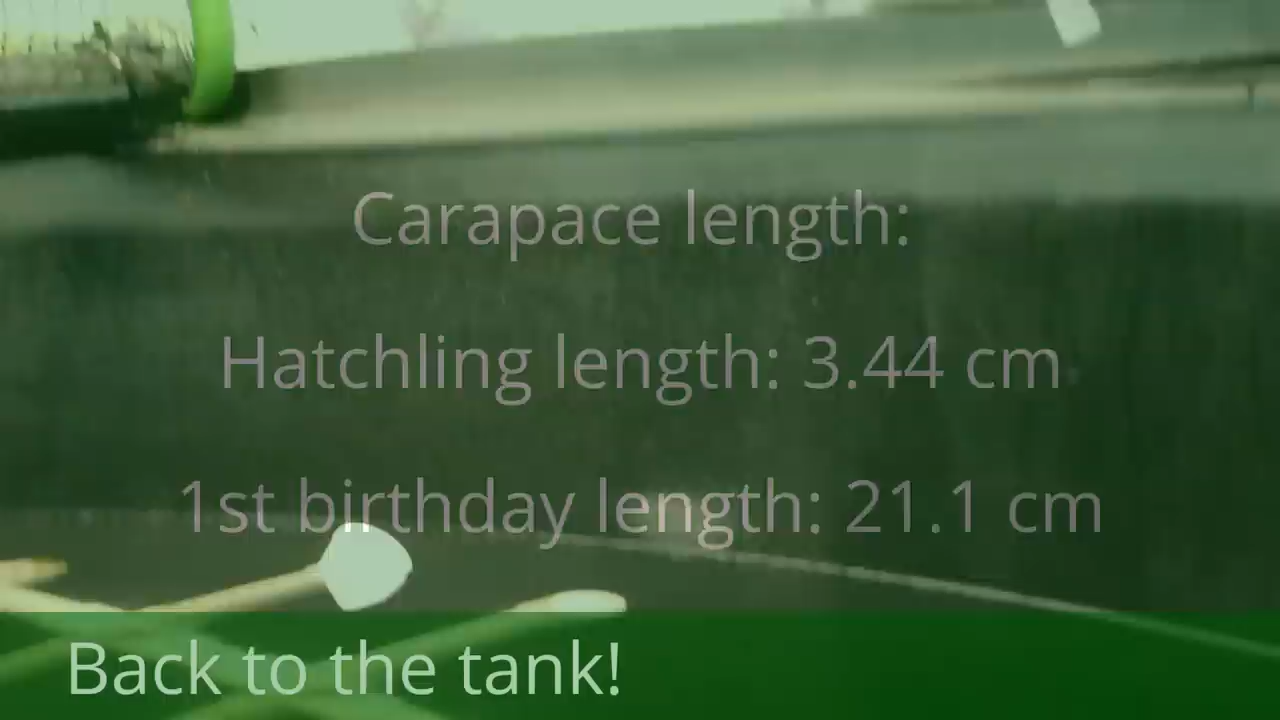 Carapace length:
Hatchling length: 3.44 cm
1st birthday length: 21.1 cm
Back to the tank!